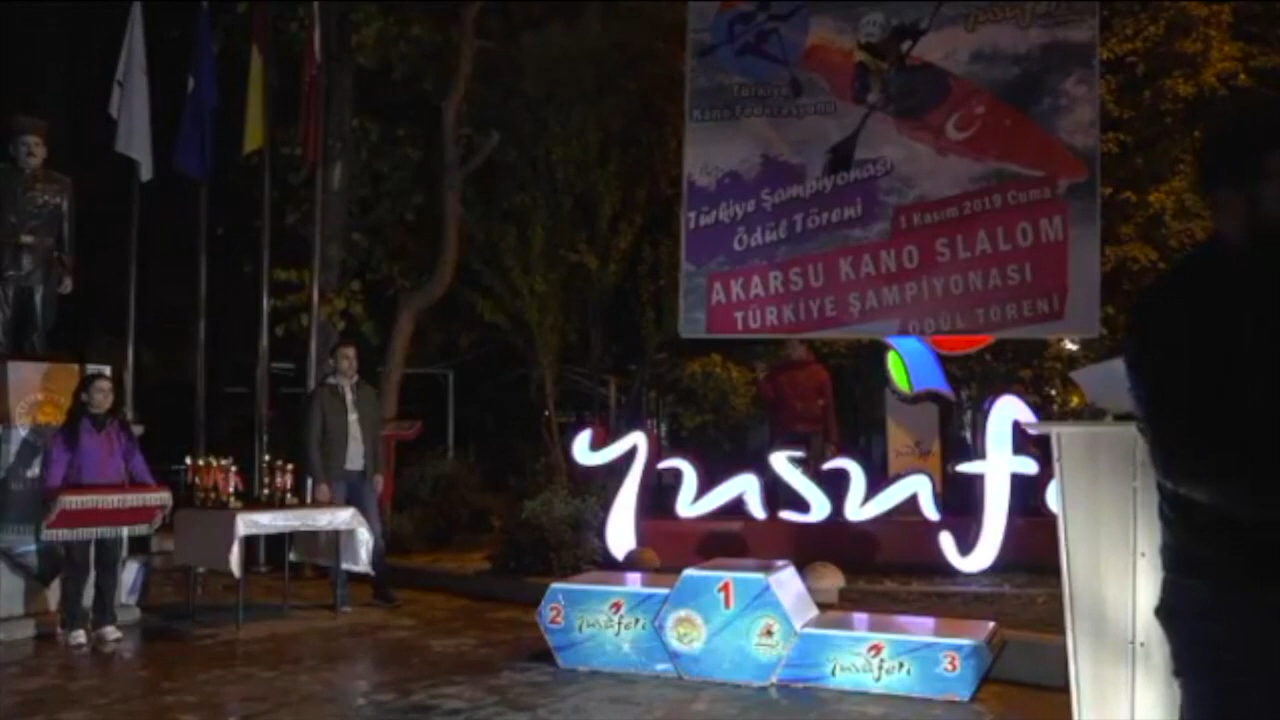 Yusufeli
Türkiye
Kano Federasyonu
Türkiye Şampiyonası
Ödül Töreni
1 Kasım 2019 Cuma
AKARSU KANO SLALOM
TÜRKİYE ŞAMPİYONASI
ÖDÜL TÖRENİ
Yusufe
1
2
Yusufeli
Yusufeli
3